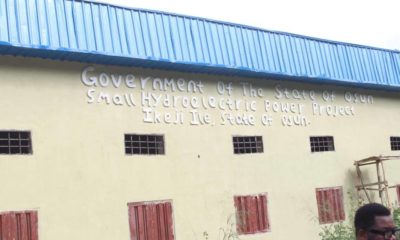 Government Of The State of Osun
Small Hydroelectric Power Project
Ikeji Ile, State of Osun.